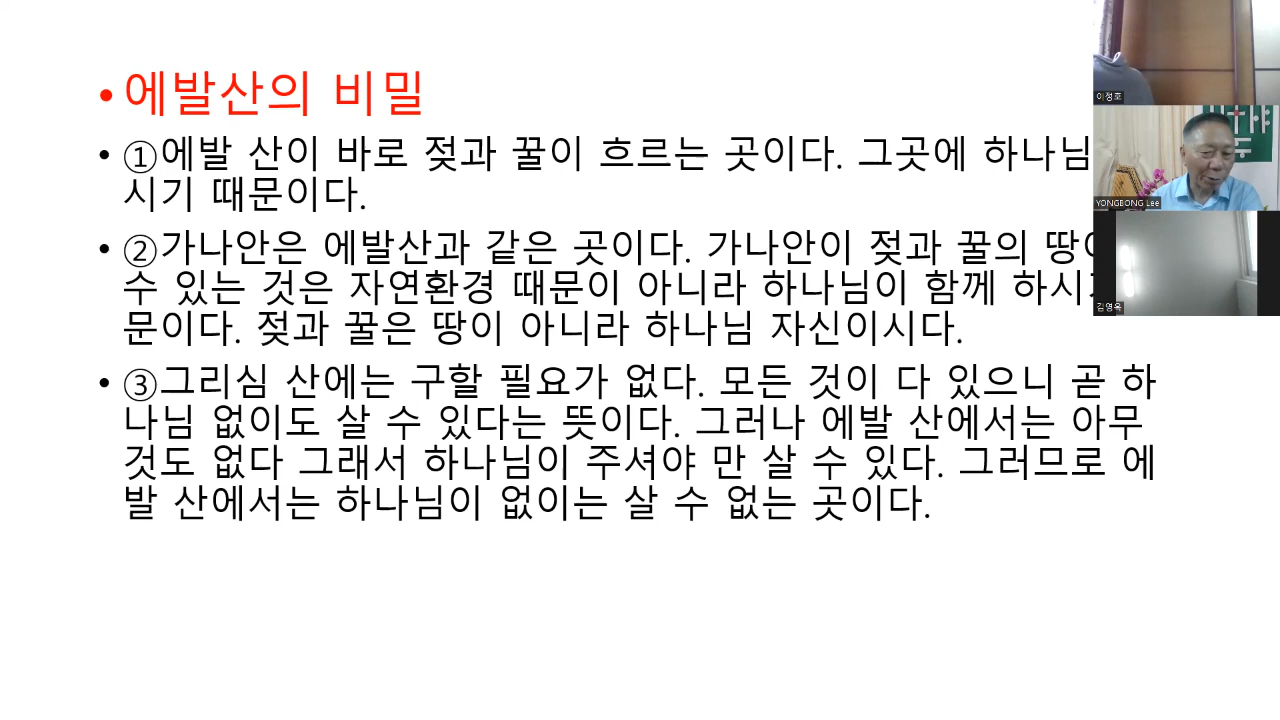 • 에발산의 비밀
• ①에발 산이 바로 젖과 꿀이 흐르는 곳이다. 그곳에 하나님
시기 때문이다.
• ②가나안은 에발산과 같은 곳이다. 가나안이 젖과 꿀의 땅이
수 있는 것은 자연환경 때문이 아니라 하나님이 함께 하시기
문이다. 젖과 꿀은 땅이 아니라 하나님 자신이시다.
• ③그리심 산에는 구할 필요가 없다. 모든 것이 다 있으니 곧 하
나님 없이도 살 수 있다는 뜻이다. 그러나 에발 산에서는 아무
것도 없다 그래서 하나님이 주셔야 만 살 수 있다. 그러므로 에
발 산에서는 하나님이 없이는 살 수 없는 곳이다.
이정호
YONGBONG Lee
김영옥